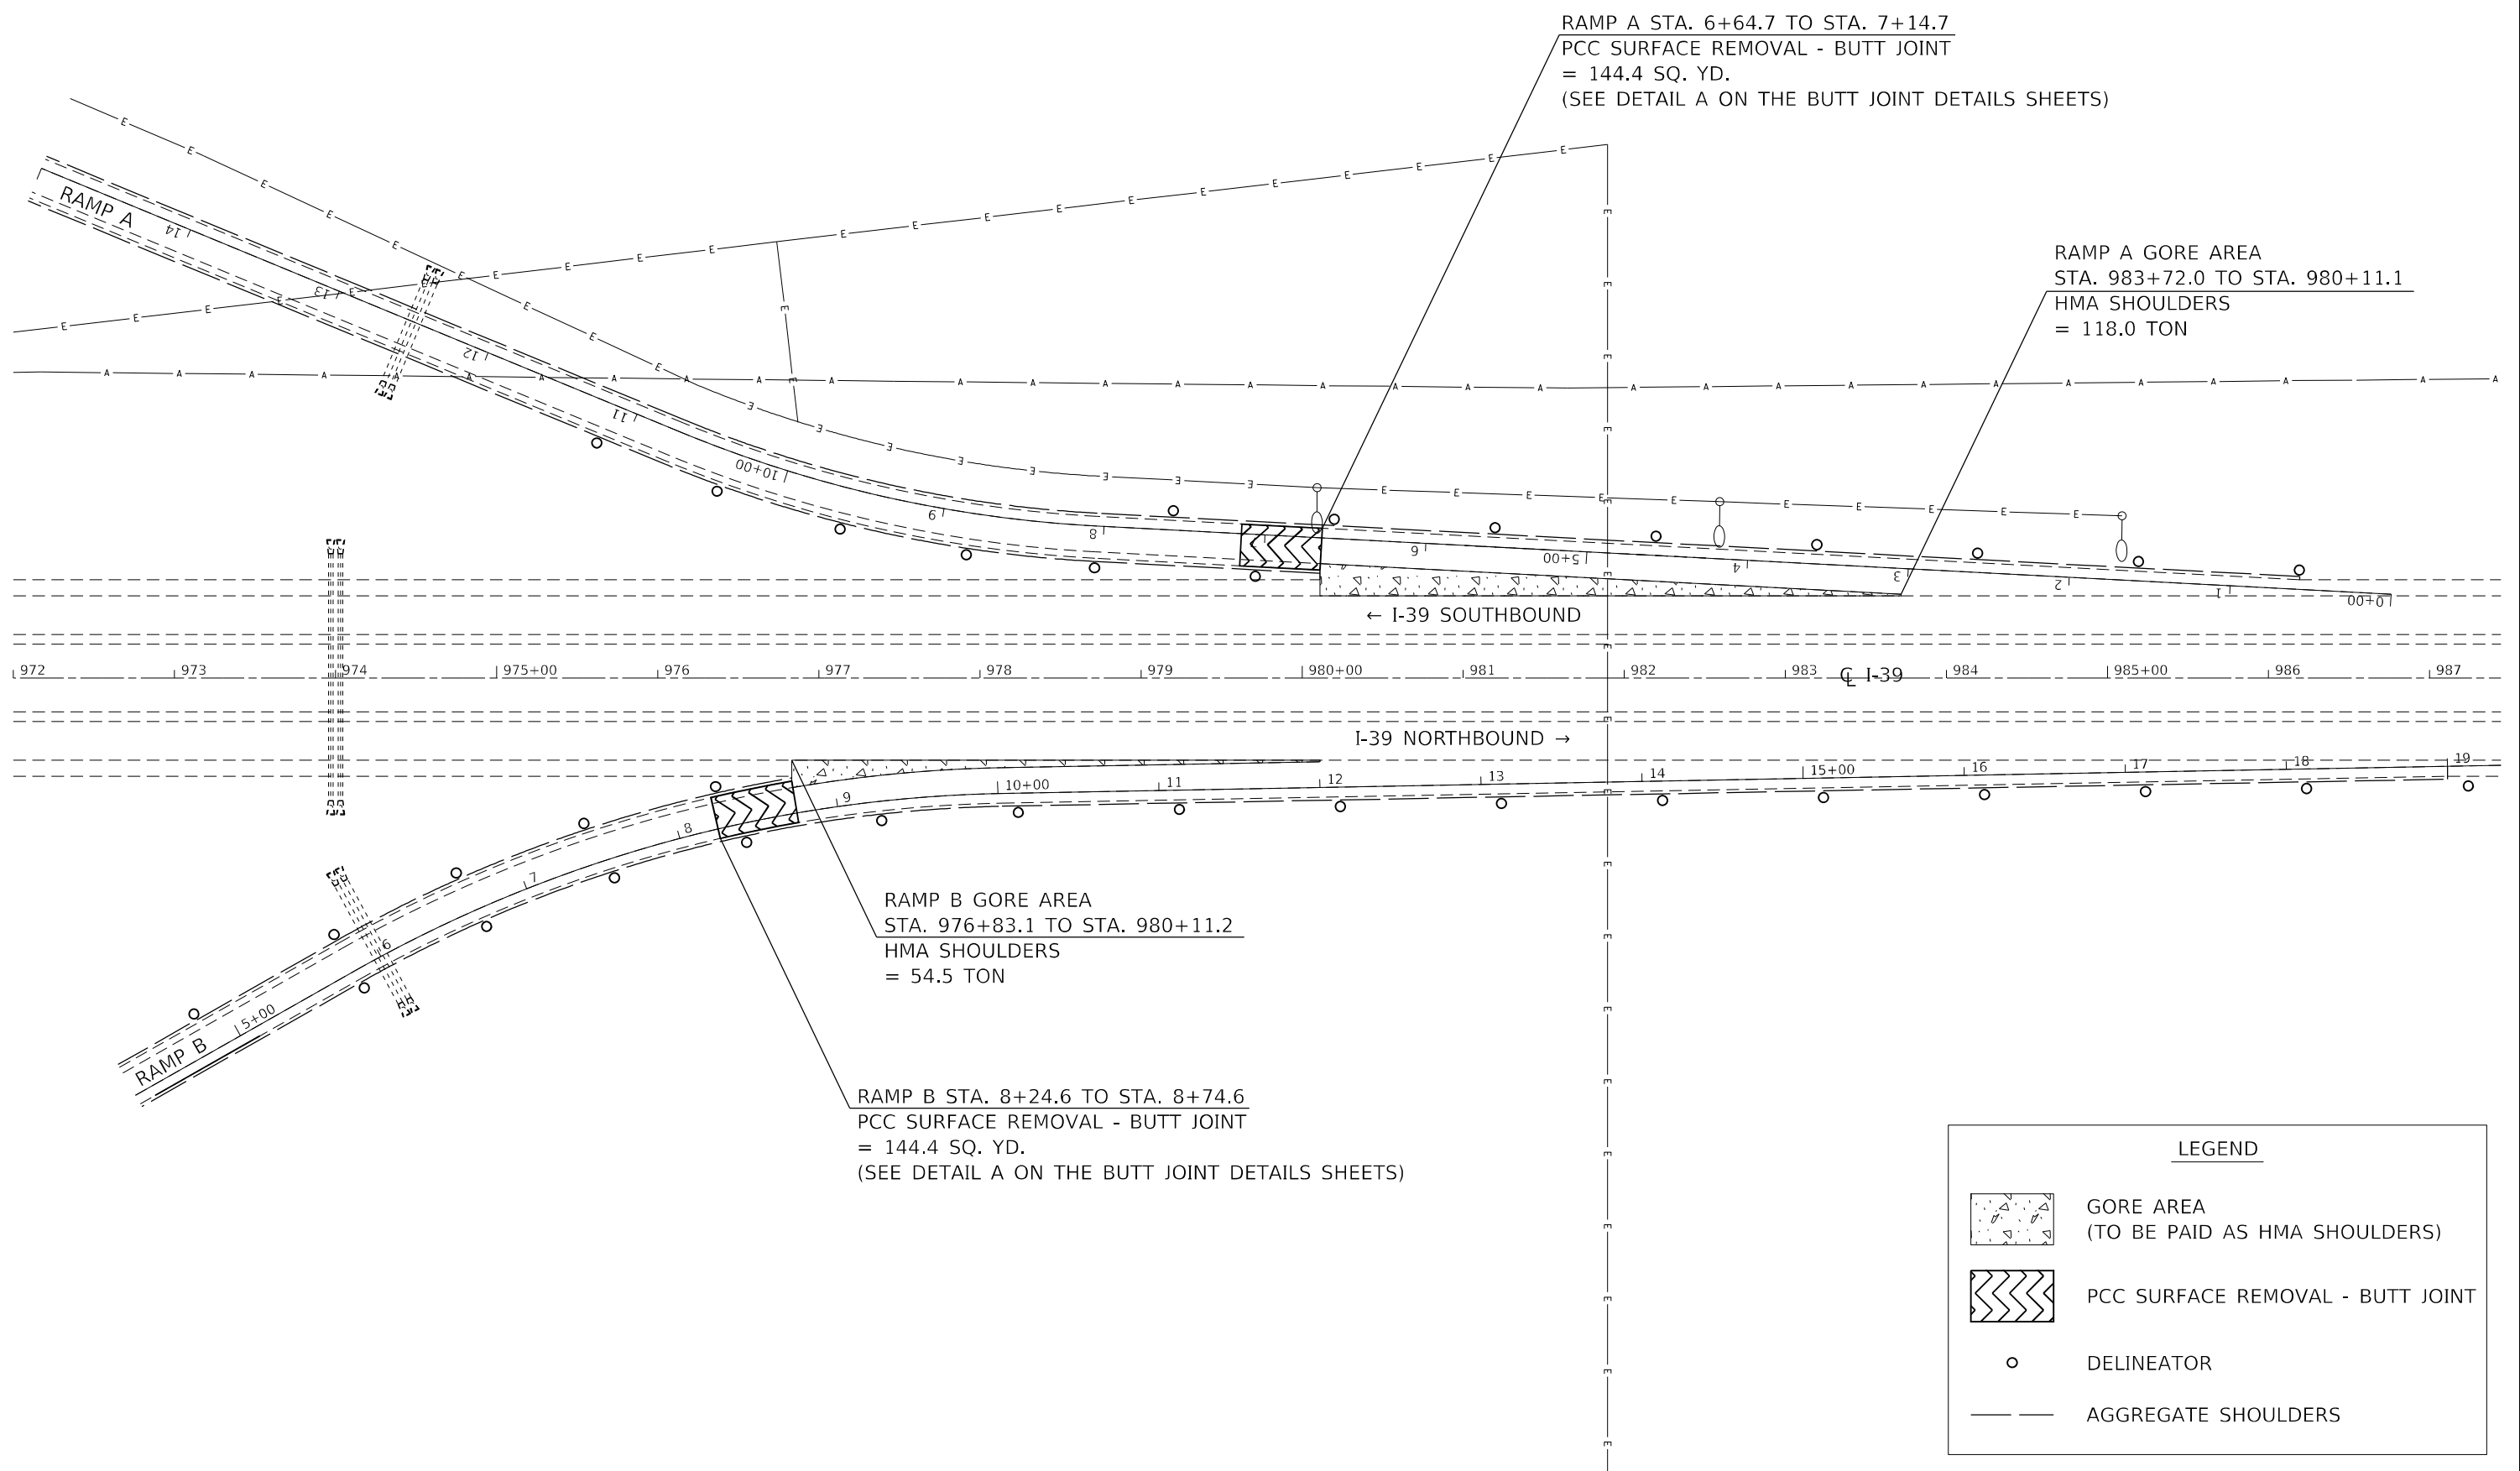 RAMP A STA. 6+64.7 TO STA. 7+14.7
PCC SURFACE REMOVAL - BUTT JOINT
= 144.4 SQ. YD.
(SEE DETAIL A ON THE BUTT JOINT DETAILS SHEETS)
RAMP A GORE AREA
STA. 983+72.0 TO STA. 980+11.1
HMA SHOULDERS
= 118.0 TON
RAMP A
14
13
12
11
10+00
9
8
6
5+00
4
3
2
1
0+00
← I-39 SOUTHBOUND
972 973 974 975+00 976 977 978 979 980+00 981 982 983 ℄ I-39 984 985+00 986 987
I-39 NORTHBOUND →
RAMP B
5+00
6
7
8
9
10+00
11
12
13
14
15+00
16
17
18
19
RAMP B GORE AREA
STA. 976+83.1 TO STA. 980+11.2
HMA SHOULDERS
= 54.5 TON
RAMP B STA. 8+24.6 TO STA. 8+74.6
PCC SURFACE REMOVAL - BUTT JOINT
= 144.4 SQ. YD.
(SEE DETAIL A ON THE BUTT JOINT DETAILS SHEETS)
LEGEND
GORE AREA
(TO BE PAID AS HMA SHOULDERS)
PCC SURFACE REMOVAL - BUTT JOINT
DELINEATOR
AGGREGATE SHOULDERS